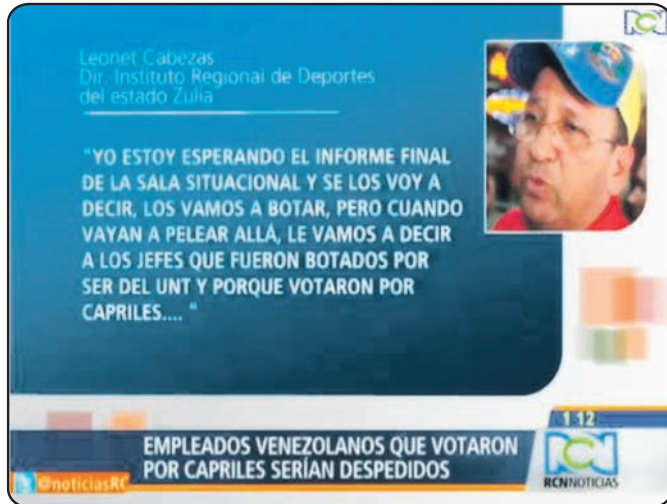 RCN
Leonet Cabezas
Dir. Instituto Regional de Deportes
del estado Zulia
"YO ESTOY ESPERANDO EL INFORME FINAL
DE LA SALA SITUACIONAL Y SE LOS VOY A
DECIR, LOS VAMOS A BOTAR, PERO CUANDO
VAYAN A PELEAR ALLÁ, LE VAMOS A DECIR
A LOS JEFES QUE FUERON BOTADOS POR
SER DEL UNT Y PORQUE VOTARON POR
CAPRILES.... "
1:12
EMPLEADOS VENEZOLANOS QUE VOTARON
POR CAPRILES SERÍAN DESPEDIDOS
RCN
RCNNOTICIAS
@noticiasRC